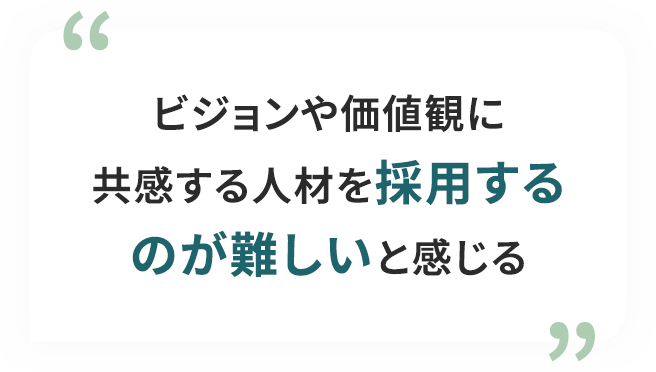 “
ビジョンや価値観に
共感する人材を採用する
のが難しいと感じる
”